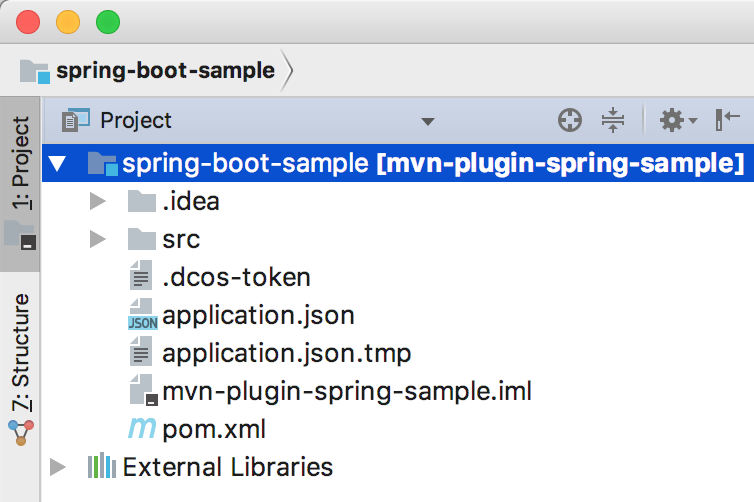 spring-boot-sample
1: Project
Project
spring-boot-sample [mvn-plugin-spring-sample]
.idea
src
.dcos-token
JSON application.json
application.json.tmp
mvn-plugin-spring-sample.iml
m pom.xml
External Libraries
7: Structure